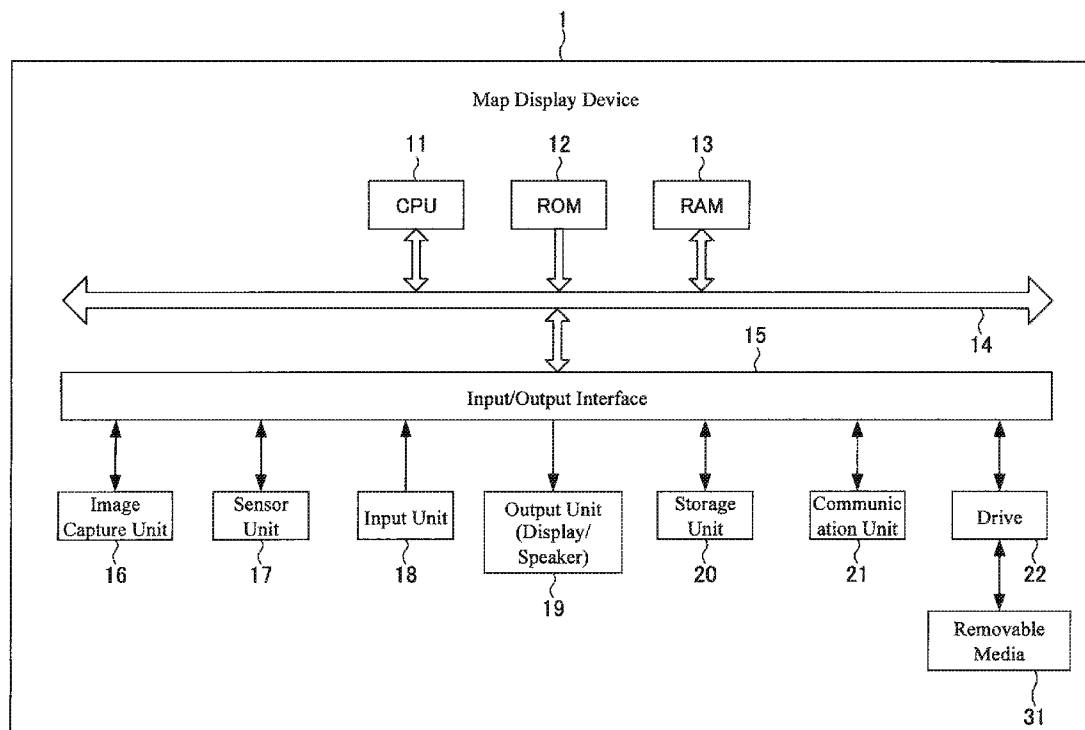 1
Map Display Device
11
12
13
CPU
ROM
RAM
14
15
Input/Output Interface
Image
Capture Unit
Sensor
Unit
Input Unit
Output Unit
(Display/
Speaker)
Storage
Unit
Communic
ation Unit
Drive
16
17
18
19
20
21
22
Removable
Media
31